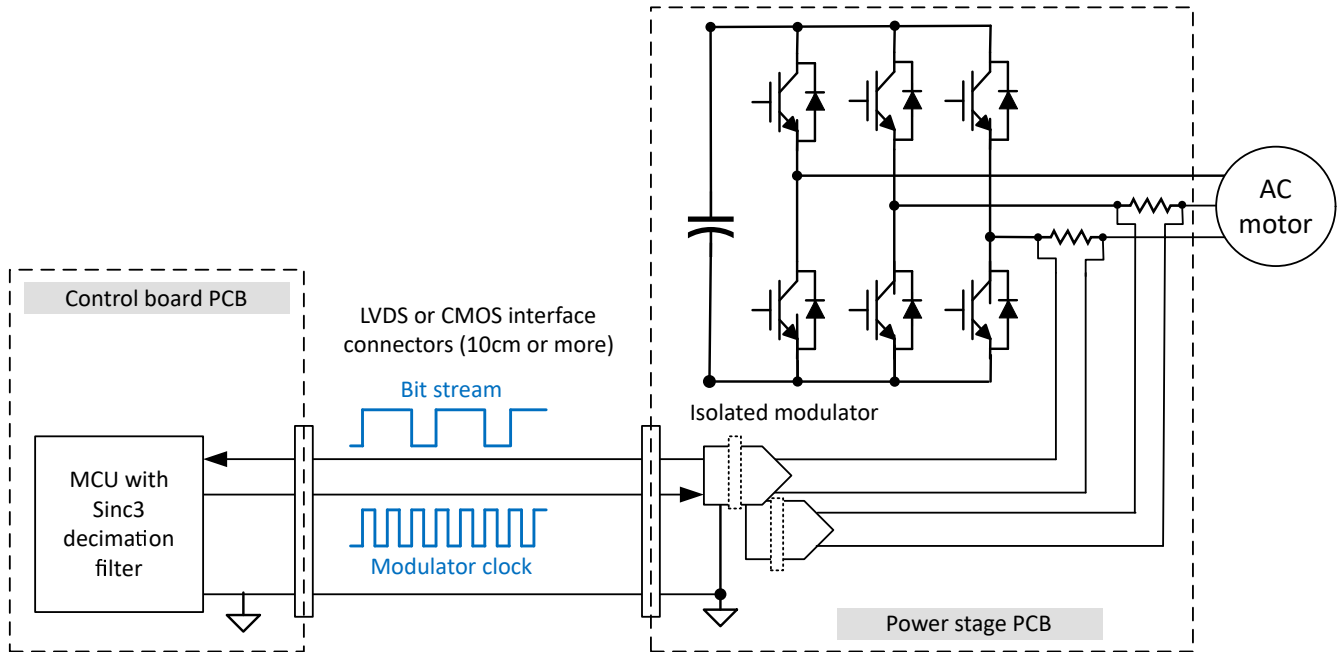 Control board PCB
LVDS or CMOS interface
connectors (10cm or more)
Bit stream
Modulator clock
MCU with
Sinc3
decimation
filter
Isolated modulator
AC
motor
Power stage PCB